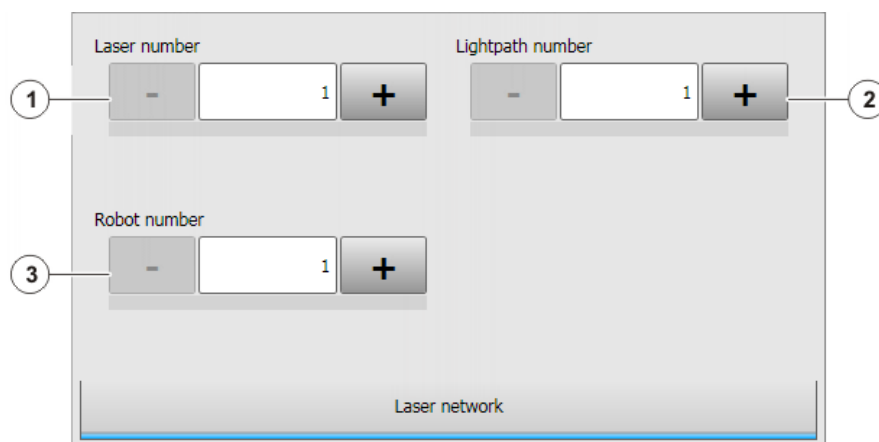 Laser number Lightpath number
1 - 1 + - 1 + 2
Robot number
3 - 1 +
Laser network